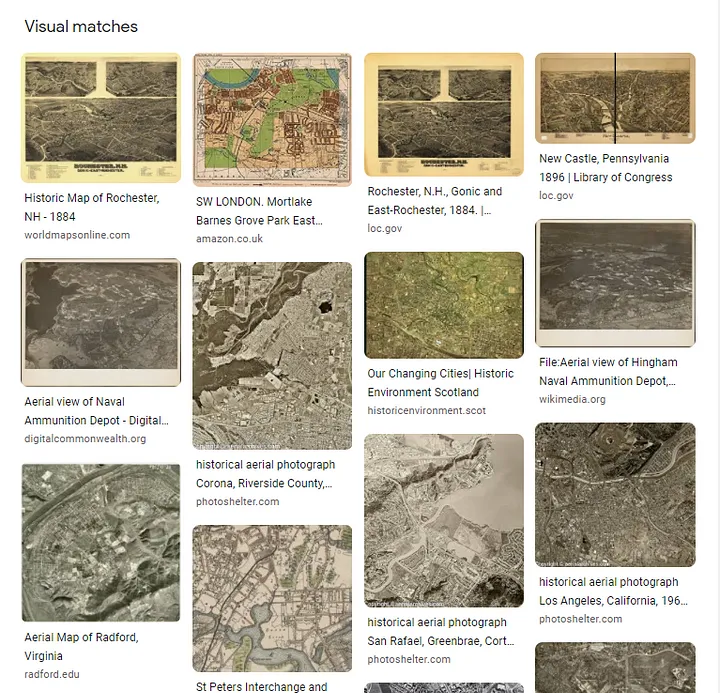 Visual matches
Historic Map of Rochester,
NH - 1884
worldmapsonline.com
Aerial view of Naval
Ammunition Depot - Digital...
digitalcommonwealth.org
Aerial Map of Radford,
Virginia
radford.edu
SW LONDON. Mortlake
Barnes Grove Park East...
amazon.co.uk
historical aerial photograph
Corona, Riverside County,...
photoshelter.com
St Peters Interchange and
ROCHESTER, N.H.
Rochester, N.H., Gonic and
East-Rochester, 1884. |...
loc.gov
Our Changing Cities| Historic
Environment Scotland
historicenvironment.scot
historical aerial photograph
San Rafael, Greenbrae, Cort...
photoshelter.com
New Castle, Pennsylvania
1896 | Library of Congress
loc.gov
File:Aerial view of Hingham
Naval Ammunition Depot,...
wikimedia.org
historical aerial photograph
Los Angeles, California, 196...
photoshelter.com